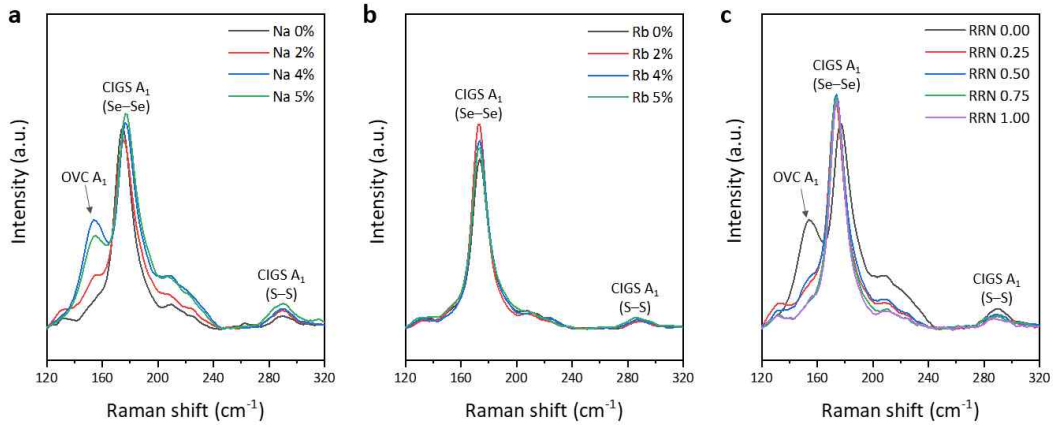 a
Na 0%
Na 2%
Na 4%
Na 5%
CIGS A₁
(Se–Se)
OVC A₁
CIGS A₁
(S–S)
Intensity (a.u.)
120 160 200 240 280 320
Raman shift (cm⁻¹)
b
Rb 0%
Rb 2%
Rb 4%
Rb 5%
CIGS A₁
(Se–Se)
CIGS A₁
(S–S)
Intensity (a.u.)
120 160 200 240 280 320
Raman shift (cm⁻¹)
c
RRN 0.00
RRN 0.25
RRN 0.50
RRN 0.75
RRN 1.00
CIGS A₁
(Se–Se)
OVC A₁
CIGS A₁
(S–S)
Intensity (a.u.)
120 160 200 240 280 320
Raman shift (cm⁻¹)